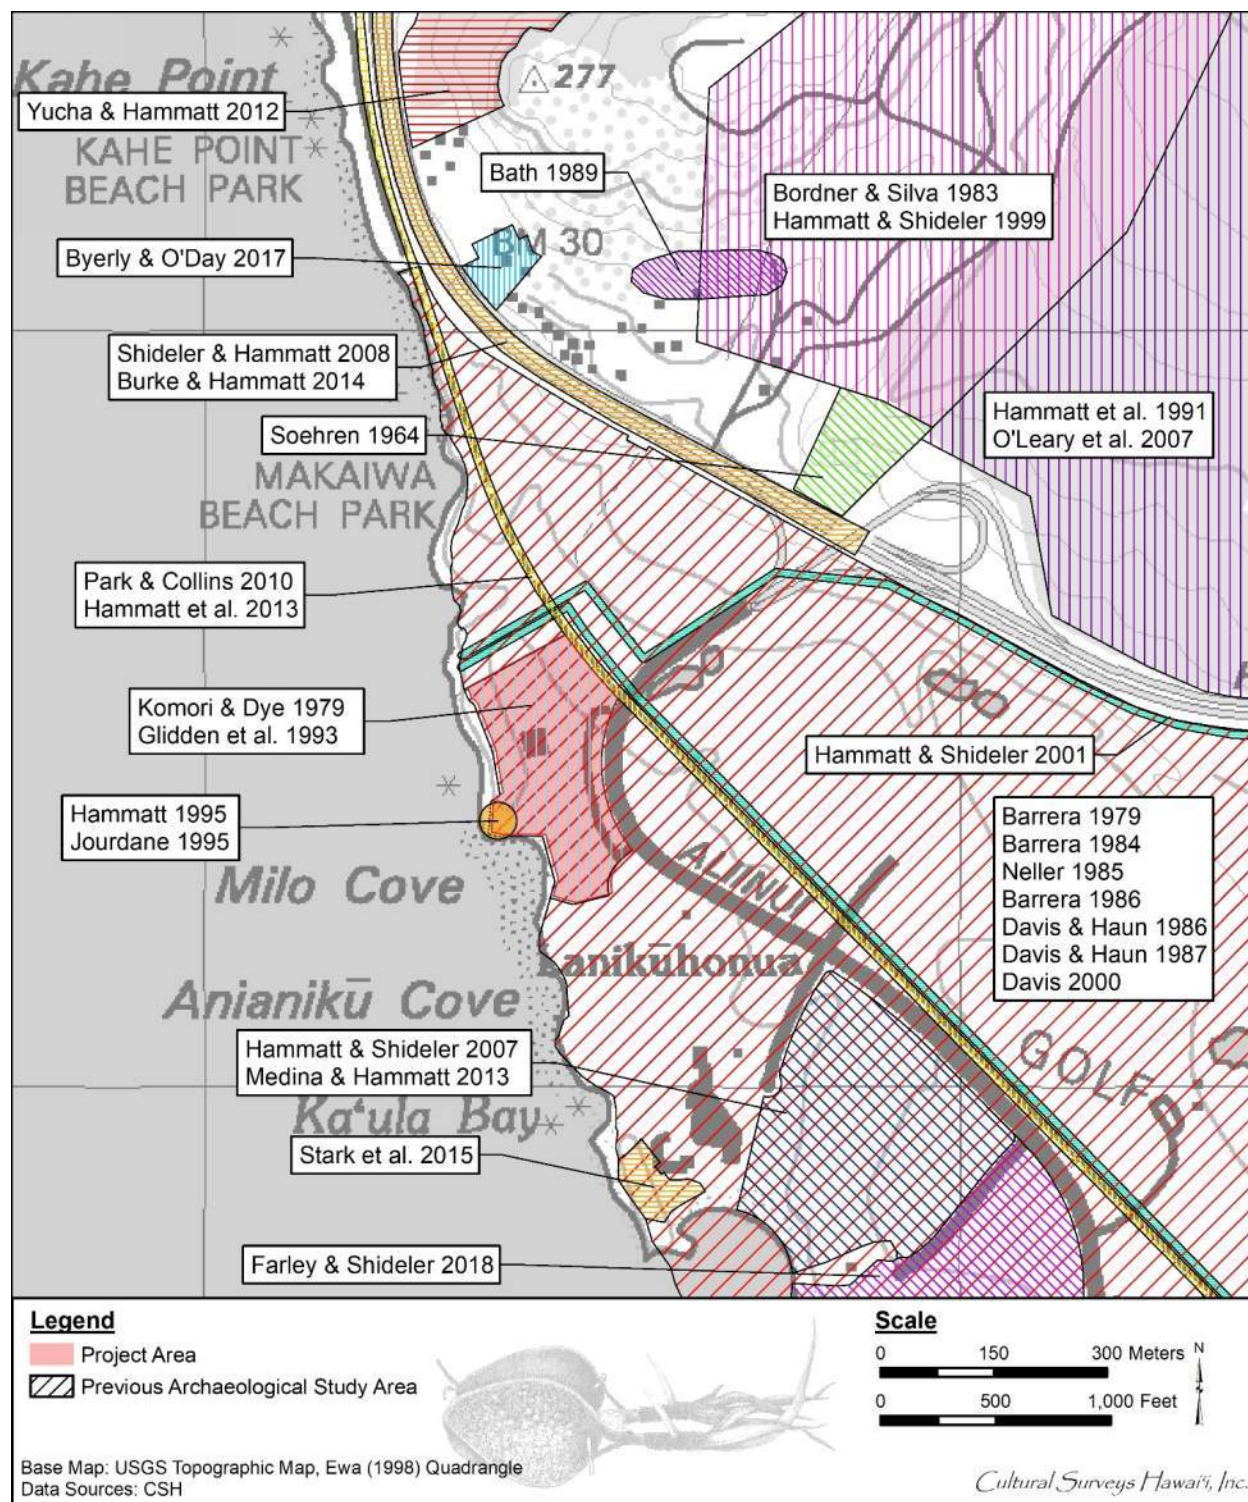 Kahe Point
277
Yucha & Hammatt 2012
KAHE POINT
BEACH PARK
Bath 1989
Bordner & Silva 1983
Hammatt & Shideler 1999
BM 30
Byerly & O'Day 2017
Shideler & Hammatt 2008
Burke & Hammatt 2014
Hammatt et al. 1991
O'Leary et al. 2007
Soehren 1964
MAKAIWA
BEACH PARK
Park & Collins 2010
Hammatt et al. 2013
Komori & Dye 1979
Glidden et al. 1993
Hammatt & Shideler 2001
Hammatt 1995
Jourdane 1995
Barrera 1979
Barrera 1984
Neller 1985
Barrera 1986
Davis & Haun 1986
Davis & Haun 1987
Davis 2000
Milo Cove
ALIINUI
Lanikūhonua
Anianikū Cove
Hammatt & Shideler 2007
Medina & Hammatt 2013
GOLF
Kaʻula Bay
Stark et al. 2015
Farley & Shideler 2018
Legend
Project Area
Previous Archaeological Study Area
Scale
0 150 300 Meters
N
0 500 1,000 Feet
Base Map: USGS Topographic Map, Ewa (1998) Quadrangle
Data Sources: CSH
Cultural Surveys Hawaiʻi, Inc.